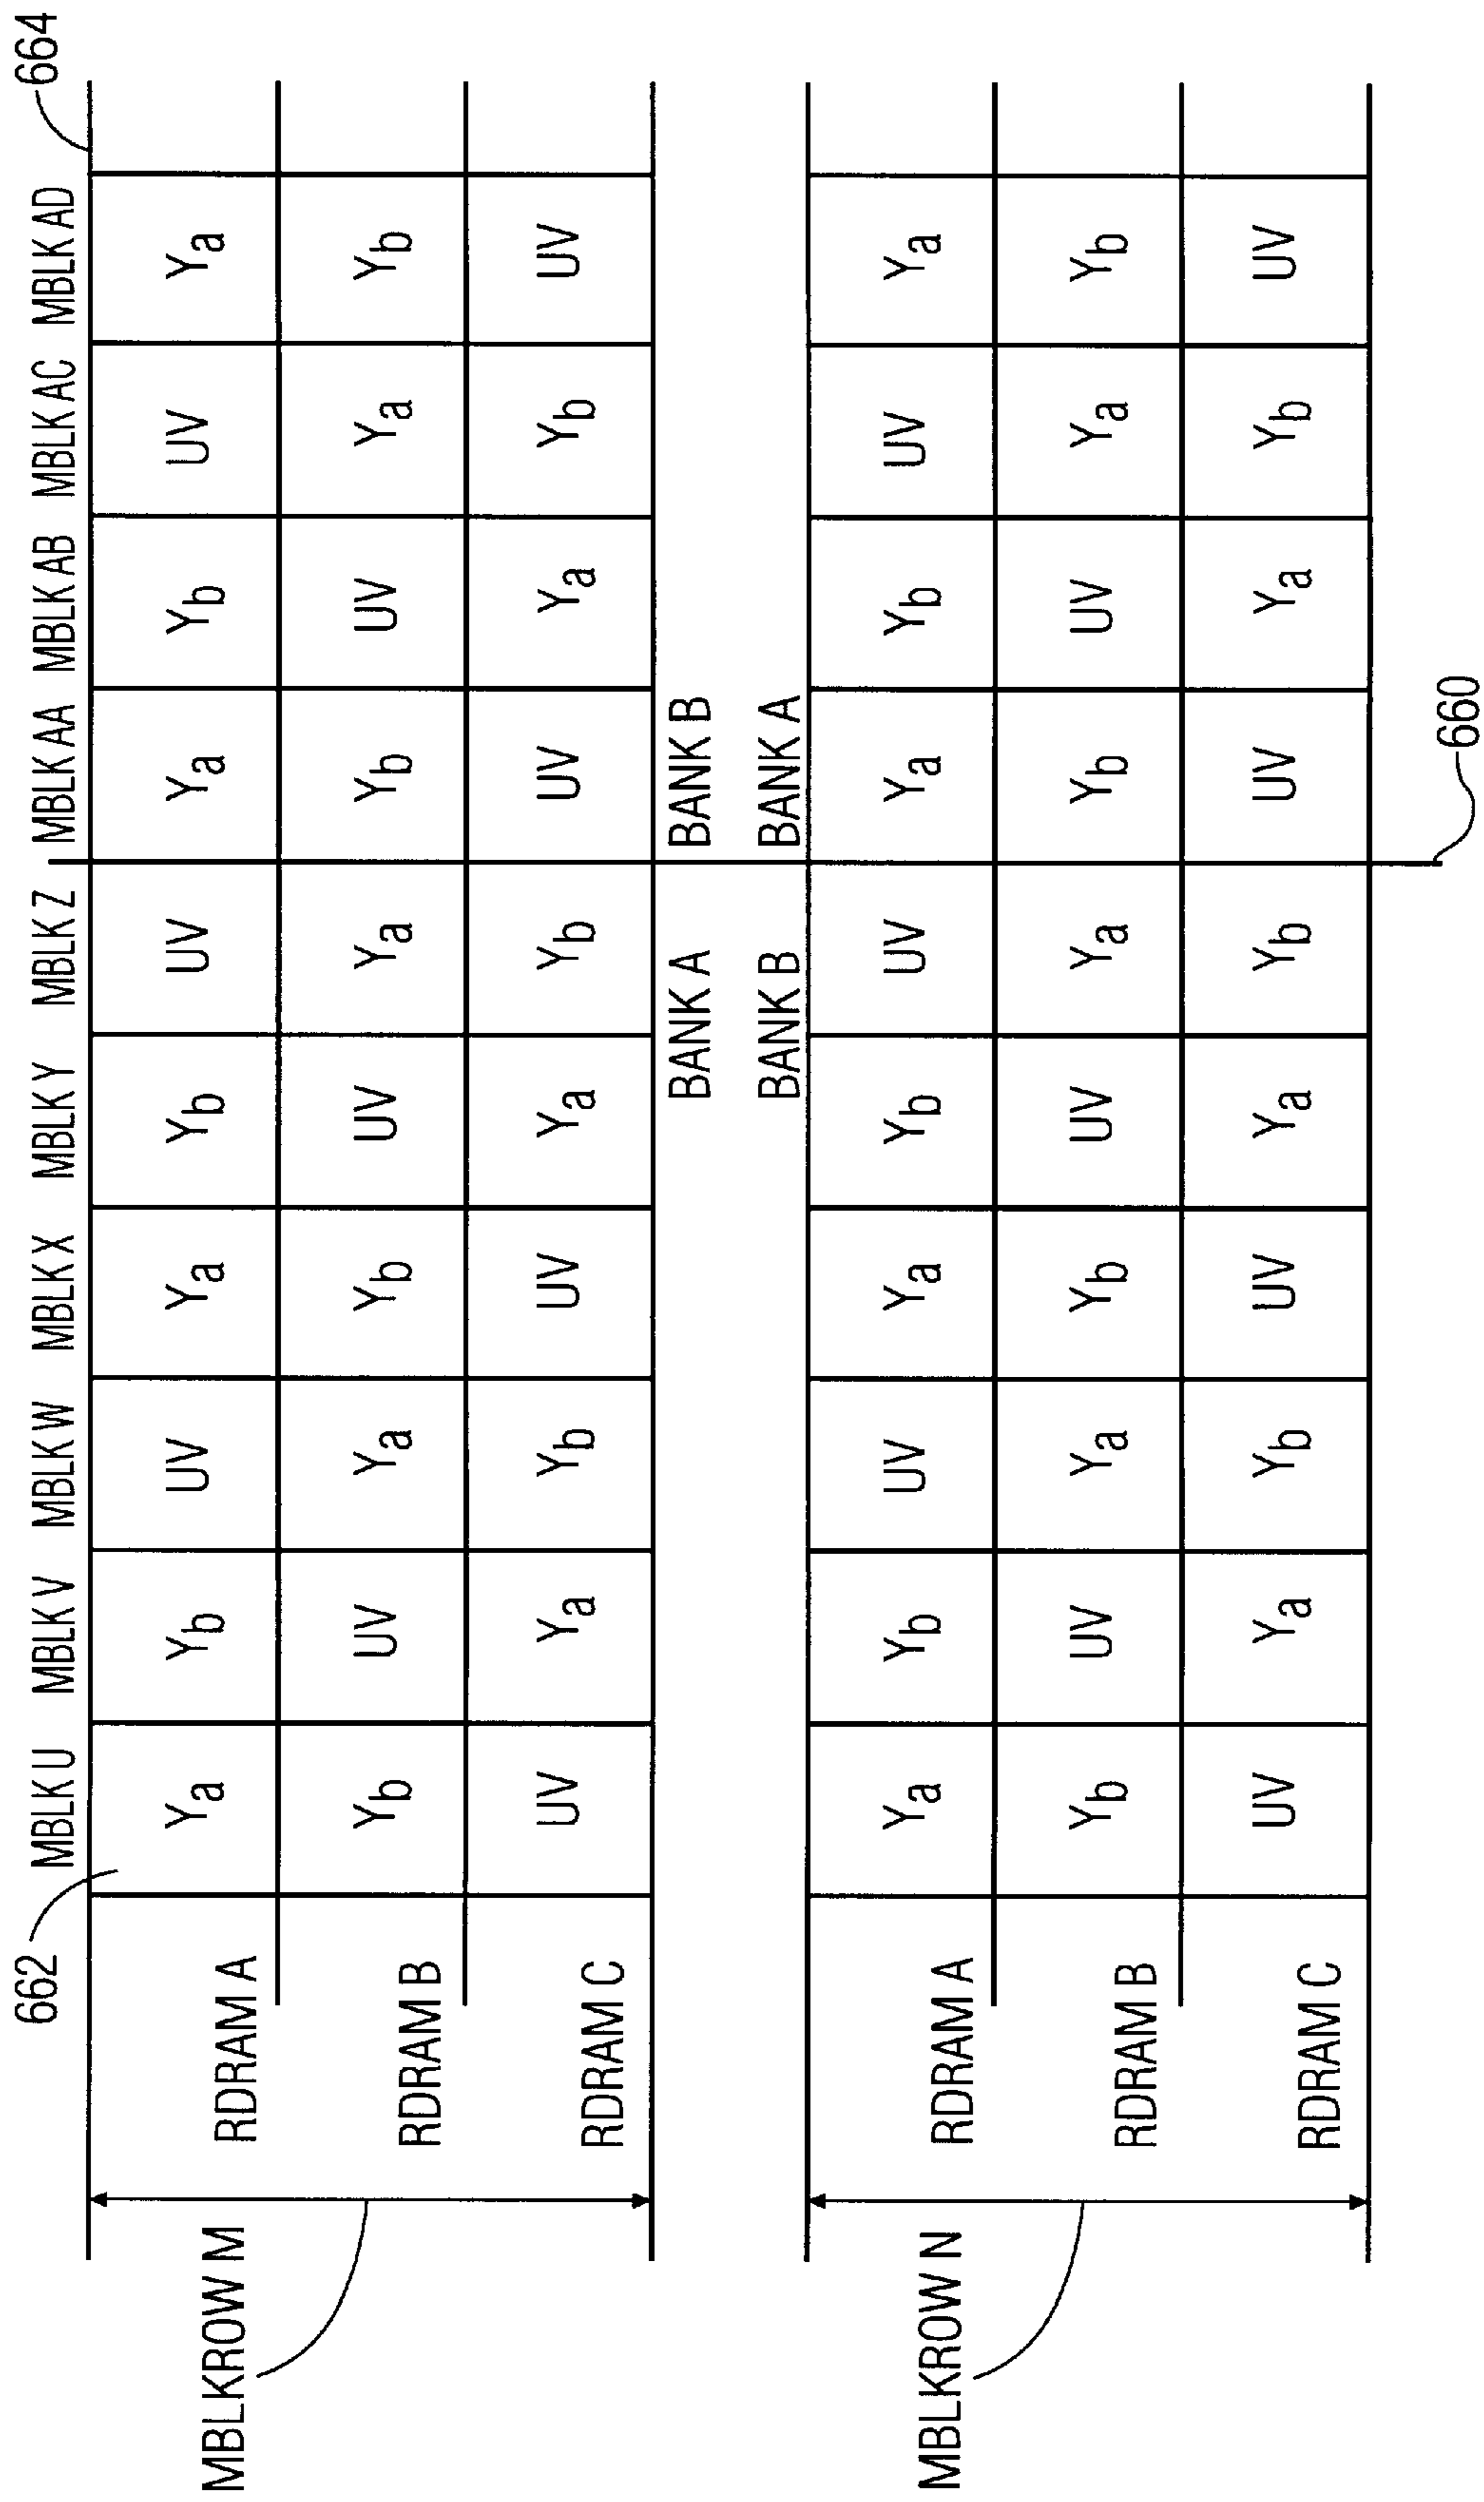 662
664
MBLK U MBLK V MBLK W MBLK X MBLK Y MBLK Z MBLK AA MBLK AB MBLK AC MBLK AD
MBLKROW M
RDRAM A Ya Yb UV Ya Yb UV Ya Yb UV Ya
RDRAM B Yb UV Ya Yb UV Ya Yb UV Ya Yb
RDRAM C UV Ya Yb UV Ya Yb UV Ya Yb UV
BANK A BANK B
BANK B BANK A
MBLKROW N
RDRAM A Ya Yb UV Ya Yb UV Ya Yb UV Ya
RDRAM B Yb UV Ya Yb UV Ya Yb UV Ya Yb
RDRAM C UV Ya Yb UV Ya Yb UV Ya Yb UV
660